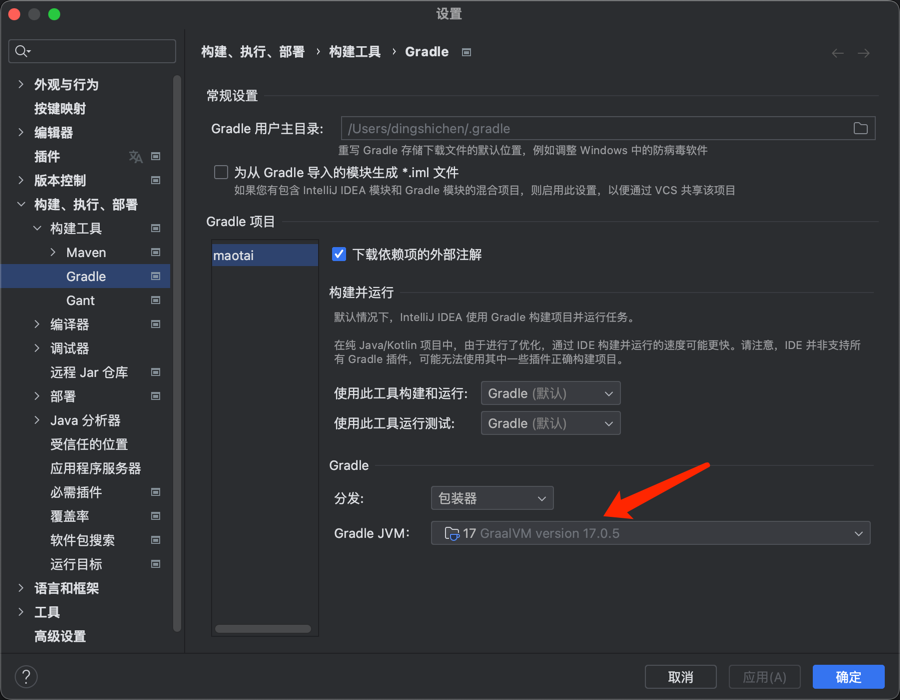 设置
构建、执行、部署 › 构建工具 › Gradle
外观与行为
按键映射
编辑器
插件
版本控制
构建、执行、部署
构建工具
Maven
Gradle
Gant
编译器
调试器
远程 Jar 仓库
部署
Java 分析器
受信任的位置
应用程序服务器
必需插件
覆盖率
软件包搜索
运行目标
语言和框架
工具
高级设置
常规设置
Gradle 用户主目录:
/Users/dingshichen/.gradle
重写 Gradle 存储下载文件的默认位置，例如调整 Windows 中的防病毒软件
为从 Gradle 导入的模块生成 *.iml 文件
如果您有包含 IntelliJ IDEA 模块和 Gradle 模块的混合项目，则启用此设置，以便通过 VCS 共享该项目
Gradle 项目
maotai
下载依赖项的外部注解
构建并运行
默认情况下，IntelliJ IDEA 使用 Gradle 构建项目并运行任务。
在纯 Java/Kotlin 项目中，由于进行了优化，通过 IDE 构建并运行的速度可能更快。请注意，IDE 并非支持所
有 Gradle 插件，可能无法使用其中一些插件正确构建项目。
使用此工具构建和运行: Gradle (默认)
使用此工具运行测试: Gradle (默认)
Gradle
分发: 包装器
Gradle JVM: 17 GraalVM version 17.0.5
?
取消
应用(A)
确定